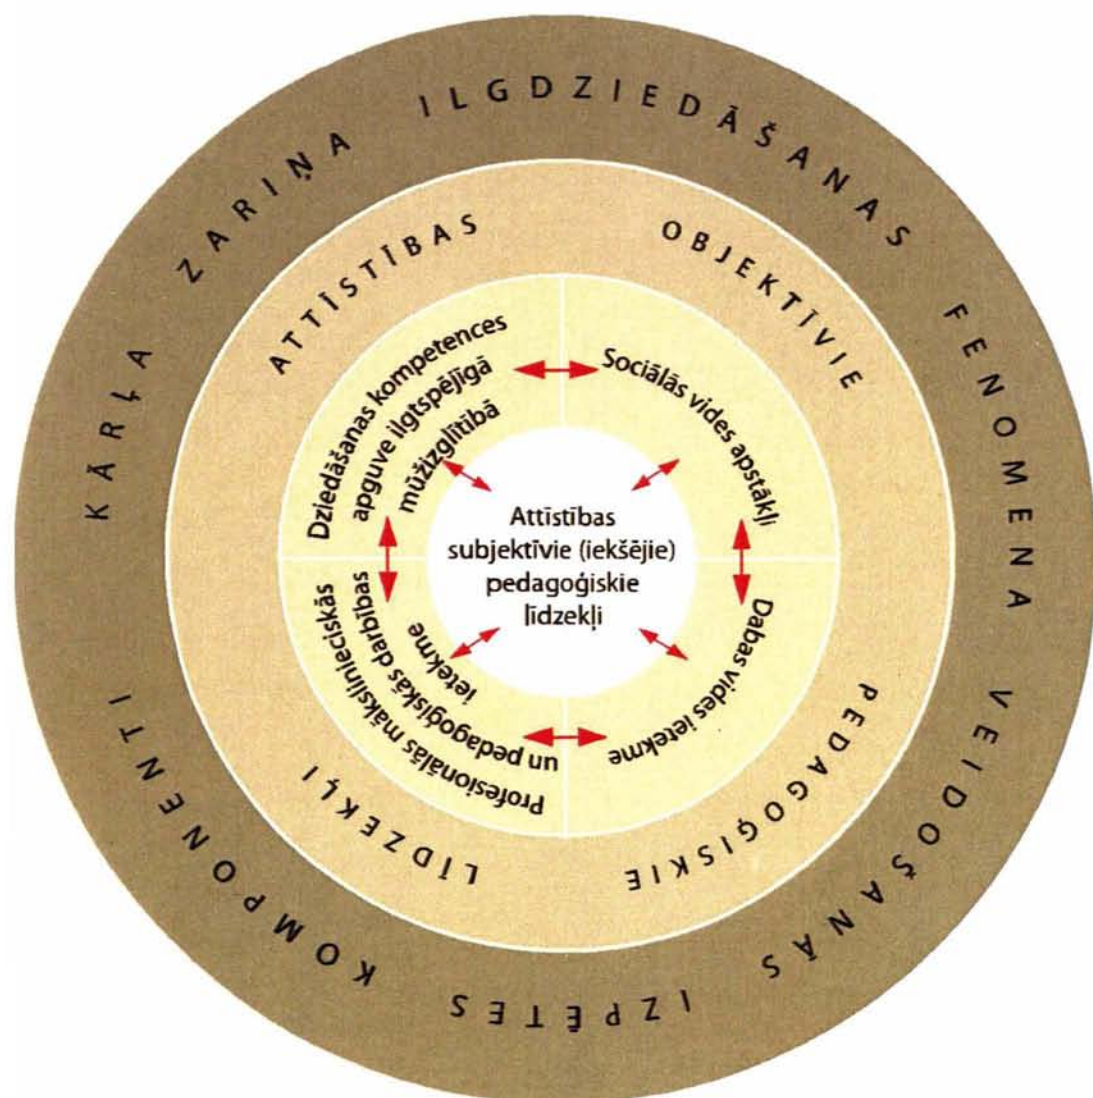 KĀRĻA ZARIŅA ILGDZIEDĀŠANAS FENOMENA VEIDOŠANĀS IZPĒTES KOMPONENTI
ATTĪSTĪBAS OBJEKTĪVIE PEDAGOĢISKIE LĪDZEKĻI
Dziedāšanas kompetences
apguve ilgtspējīgā
mūžizglītībā
Sociālās vides apstākļi
Dabas vides ietekme
Profesionālās mākslinieciskās
un pedagoģiskās darbības
ietekme
Attīstības
subjektīvie (iekšējie)
pedagoģiskie
līdzekļi